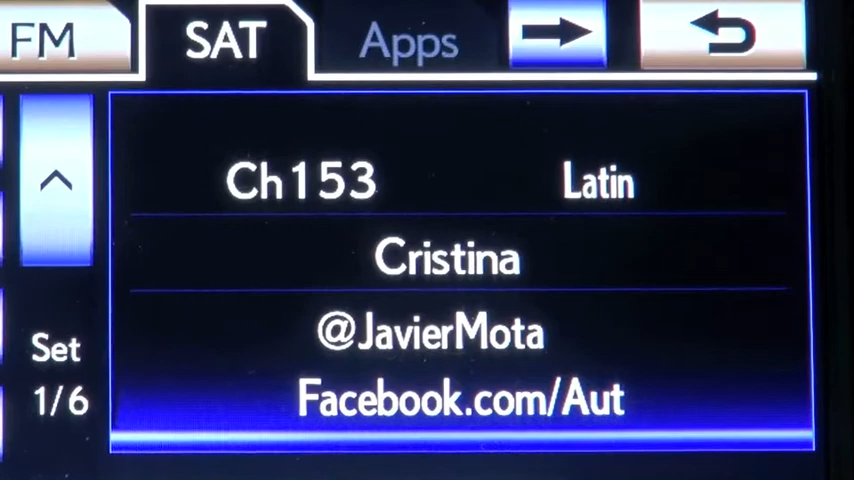 FM SAT Apps
Ch153 Latin
Cristina
@JavierMota
Set
1/6
Facebook.com/Aut